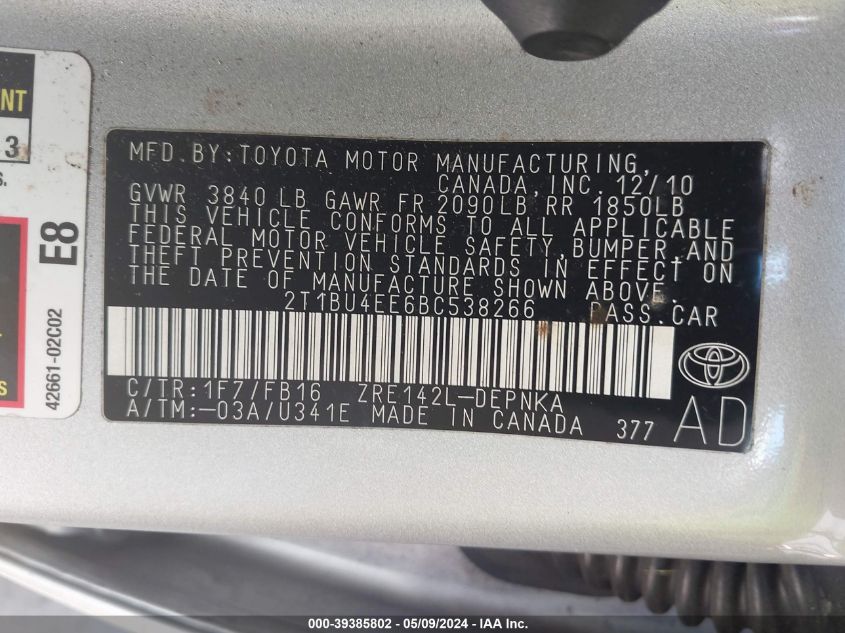 NT
3
S.
E8
42661-02C02
s
MFD. BY: TOYOTA MOTOR MANUFACTURING,
CANADA, INC. 12/10
GVWR 3840 LB GAWR FR 2090LB RR 1850LB
THIS VEHICLE CONFORMS TO ALL APPLICABLE
FEDERAL MOTOR VEHICLE SAFETY, BUMPER, AND
THEFT PREVENTION STANDARDS IN EFFECT ON
THE DATE OF MANUFACTURE SHOWN ABOVE.
2T1BU4EE6BC538266 PASS. CAR
C/TR:1F7/FB16 ZRE142L-DEPNKA
A/TM:-03A/U341E MADE IN CANADA 377 AD
000-39385802 - 05/09/2024 - IAA Inc.